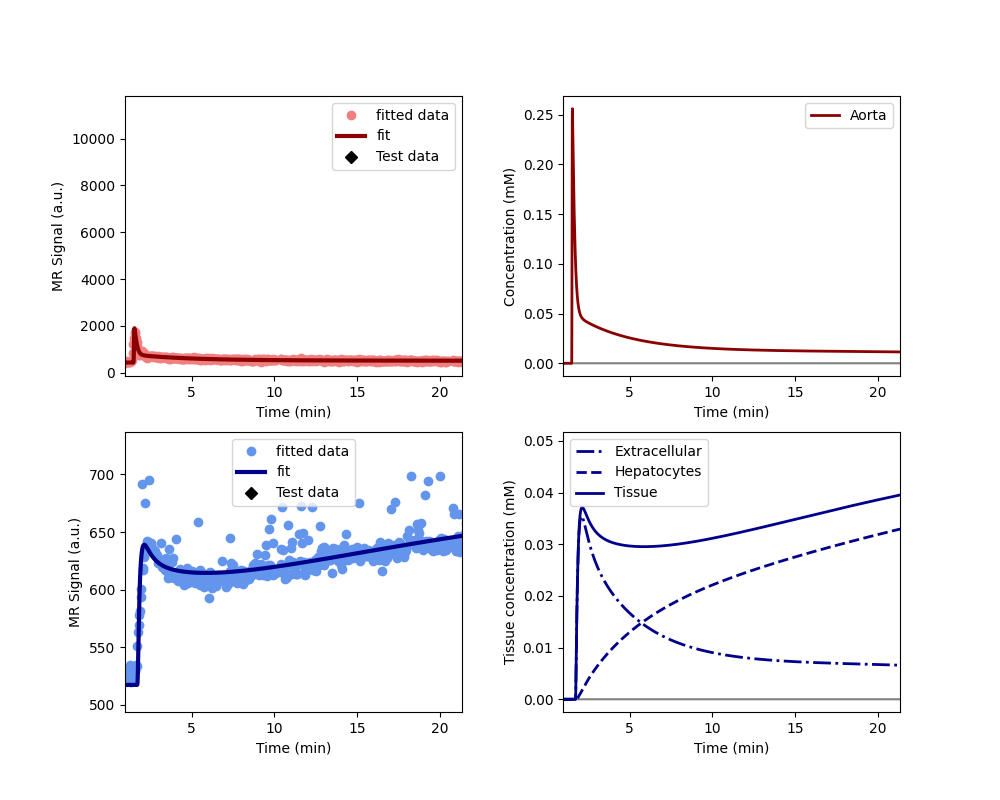 10000
8000
6000
4000
2000
0
MR Signal (a.u.)
fitted data
fit
Test data
5
10
15
20
Time (min)
0.25
0.20
0.15
0.10
0.05
0.00
Concentration (mM)
Aorta
5
10
15
20
Time (min)
700
650
600
550
500
MR Signal (a.u.)
fitted data
fit
Test data
5
10
15
20
Time (min)
0.05
0.04
0.03
0.02
0.01
0.00
Tissue concentration (mM)
Extracellular
Hepatocytes
Tissue
5
10
15
20
Time (min)